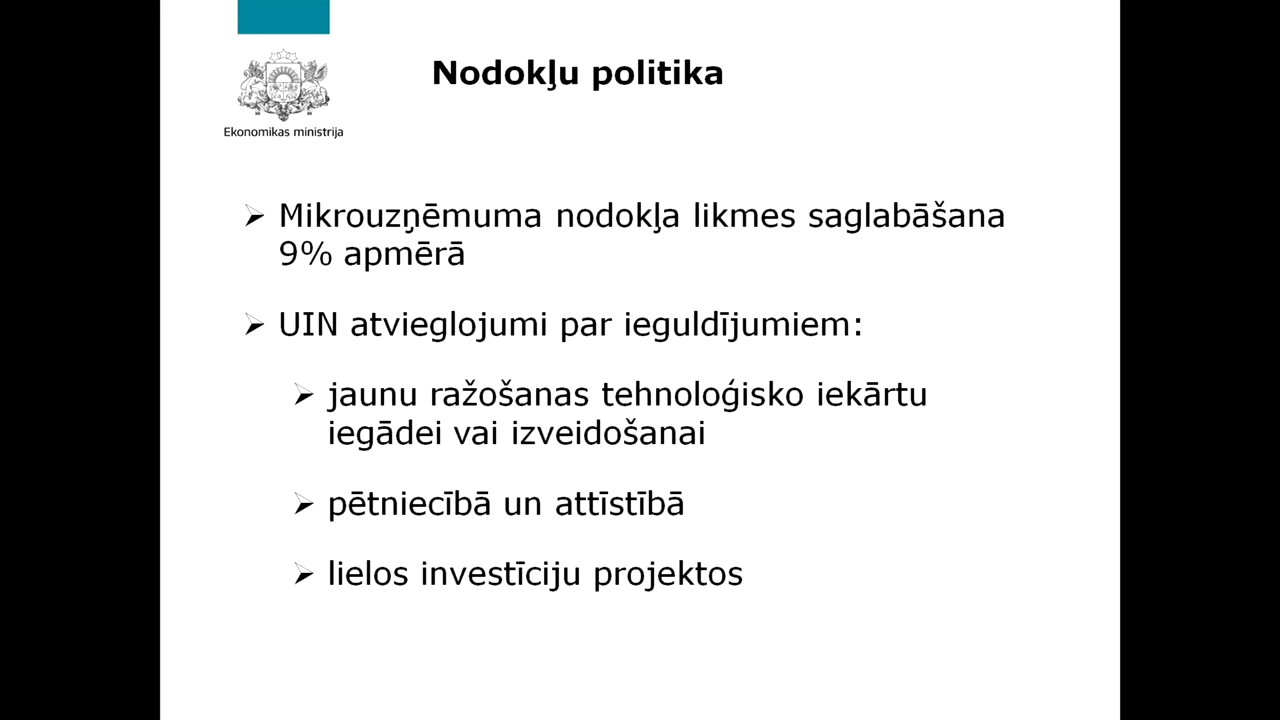 Nodokļu politika
Ekonomikas ministrija
Mikrouzņēmuma nodokļa likmes saglabāšana
9% apmērā
UIN atvieglojumi par ieguldījumiem:
jaunu ražošanas tehnoloģisko iekārtu
iegādei vai izveidošanai
pētniecībā un attīstībā
lielos investīciju projektos